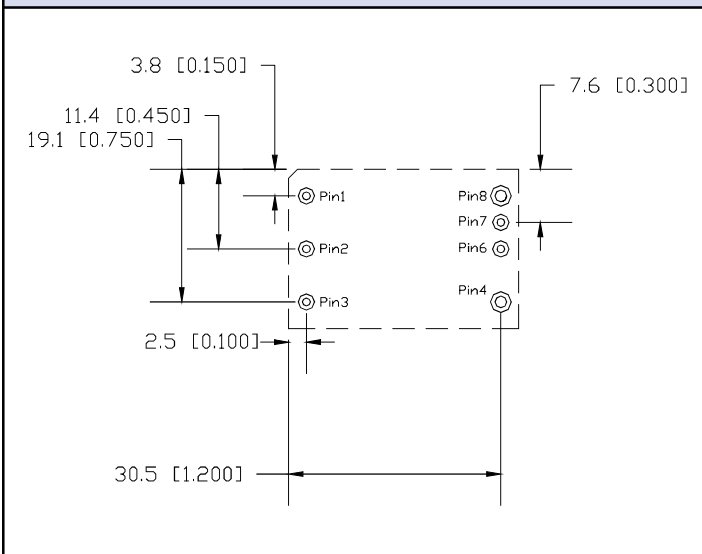 3.8 [0.150]
7.6 [0.300]
11.4 [0.450]
19.1 [0.750]
Pin1
Pin8
Pin7
Pin2
Pin6
Pin4
Pin3
2.5 [0.100]
30.5 [1.200]